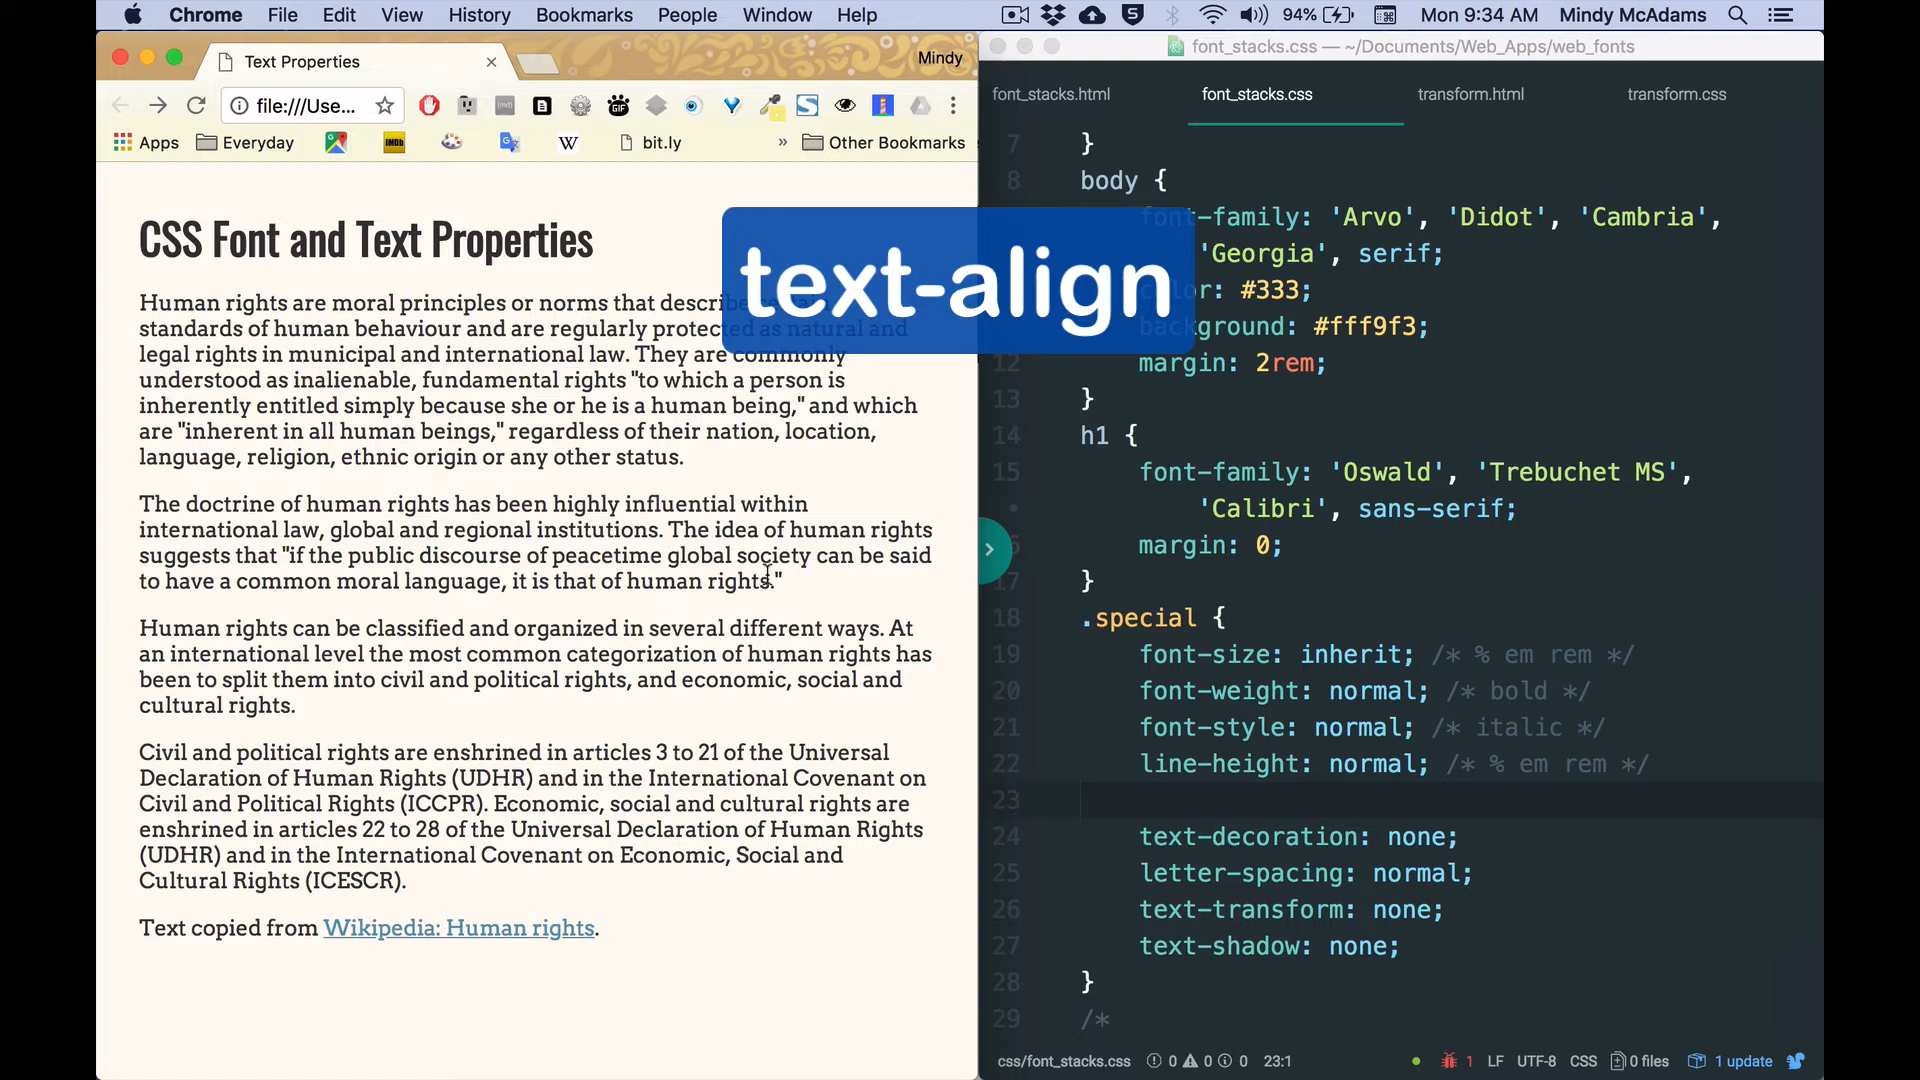 Chrome File Edit View History Bookmarks People Window Help 94% Mon 9:34 AM Mindy McAdams
Text Properties
Mindy
file:///Use...
Apps Everyday bit.ly » Other Bookmarks
CSS Font and Text Properties
Human rights are moral principles or norms that describe certain
standards of human behaviour and are regularly protected as natural and
legal rights in municipal and international law. They are commonly
understood as inalienable, fundamental rights "to which a person is
inherently entitled simply because she or he is a human being," and which
are "inherent in all human beings," regardless of their nation, location,
language, religion, ethnic origin or any other status.
The doctrine of human rights has been highly influential within
international law, global and regional institutions. The idea of human rights
suggests that "if the public discourse of peacetime global society can be said
to have a common moral language, it is that of human rights."
Human rights can be classified and organized in several different ways. At
an international level the most common categorization of human rights has
been to split them into civil and political rights, and economic, social and
cultural rights.
Civil and political rights are enshrined in articles 3 to 21 of the Universal
Declaration of Human Rights (UDHR) and in the International Covenant on
Civil and Political Rights (ICCPR). Economic, social and cultural rights are
enshrined in articles 22 to 28 of the Universal Declaration of Human Rights
(UDHR) and in the International Covenant on Economic, Social and
Cultural Rights (ICESCR).
Text copied from Wikipedia: Human rights.
text-align
font_stacks.css — ~/Documents/Web_Apps/web_fonts
font_stacks.html font_stacks.css transform.html transform.css
7 }
8 body {
font-family: 'Arvo', 'Didot', 'Cambria',
'Georgia', serif;
color: #333;
background: #fff9f3;
12 margin: 2rem;
13 }
14 h1 {
15 font-family: 'Oswald', 'Trebuchet MS',
'Calibri', sans-serif;
margin: 0;
17 }
18 .special {
19 font-size: inherit; /* % em rem */
20 font-weight: normal; /* bold */
21 font-style: normal; /* italic */
22 line-height: normal; /* % em rem */
23
24 text-decoration: none;
25 letter-spacing: normal;
26 text-transform: none;
27 text-shadow: none;
28 }
29 /*
css/font_stacks.css 0 0 0 23:1 1 LF UTF-8 CSS 0 files 1 update